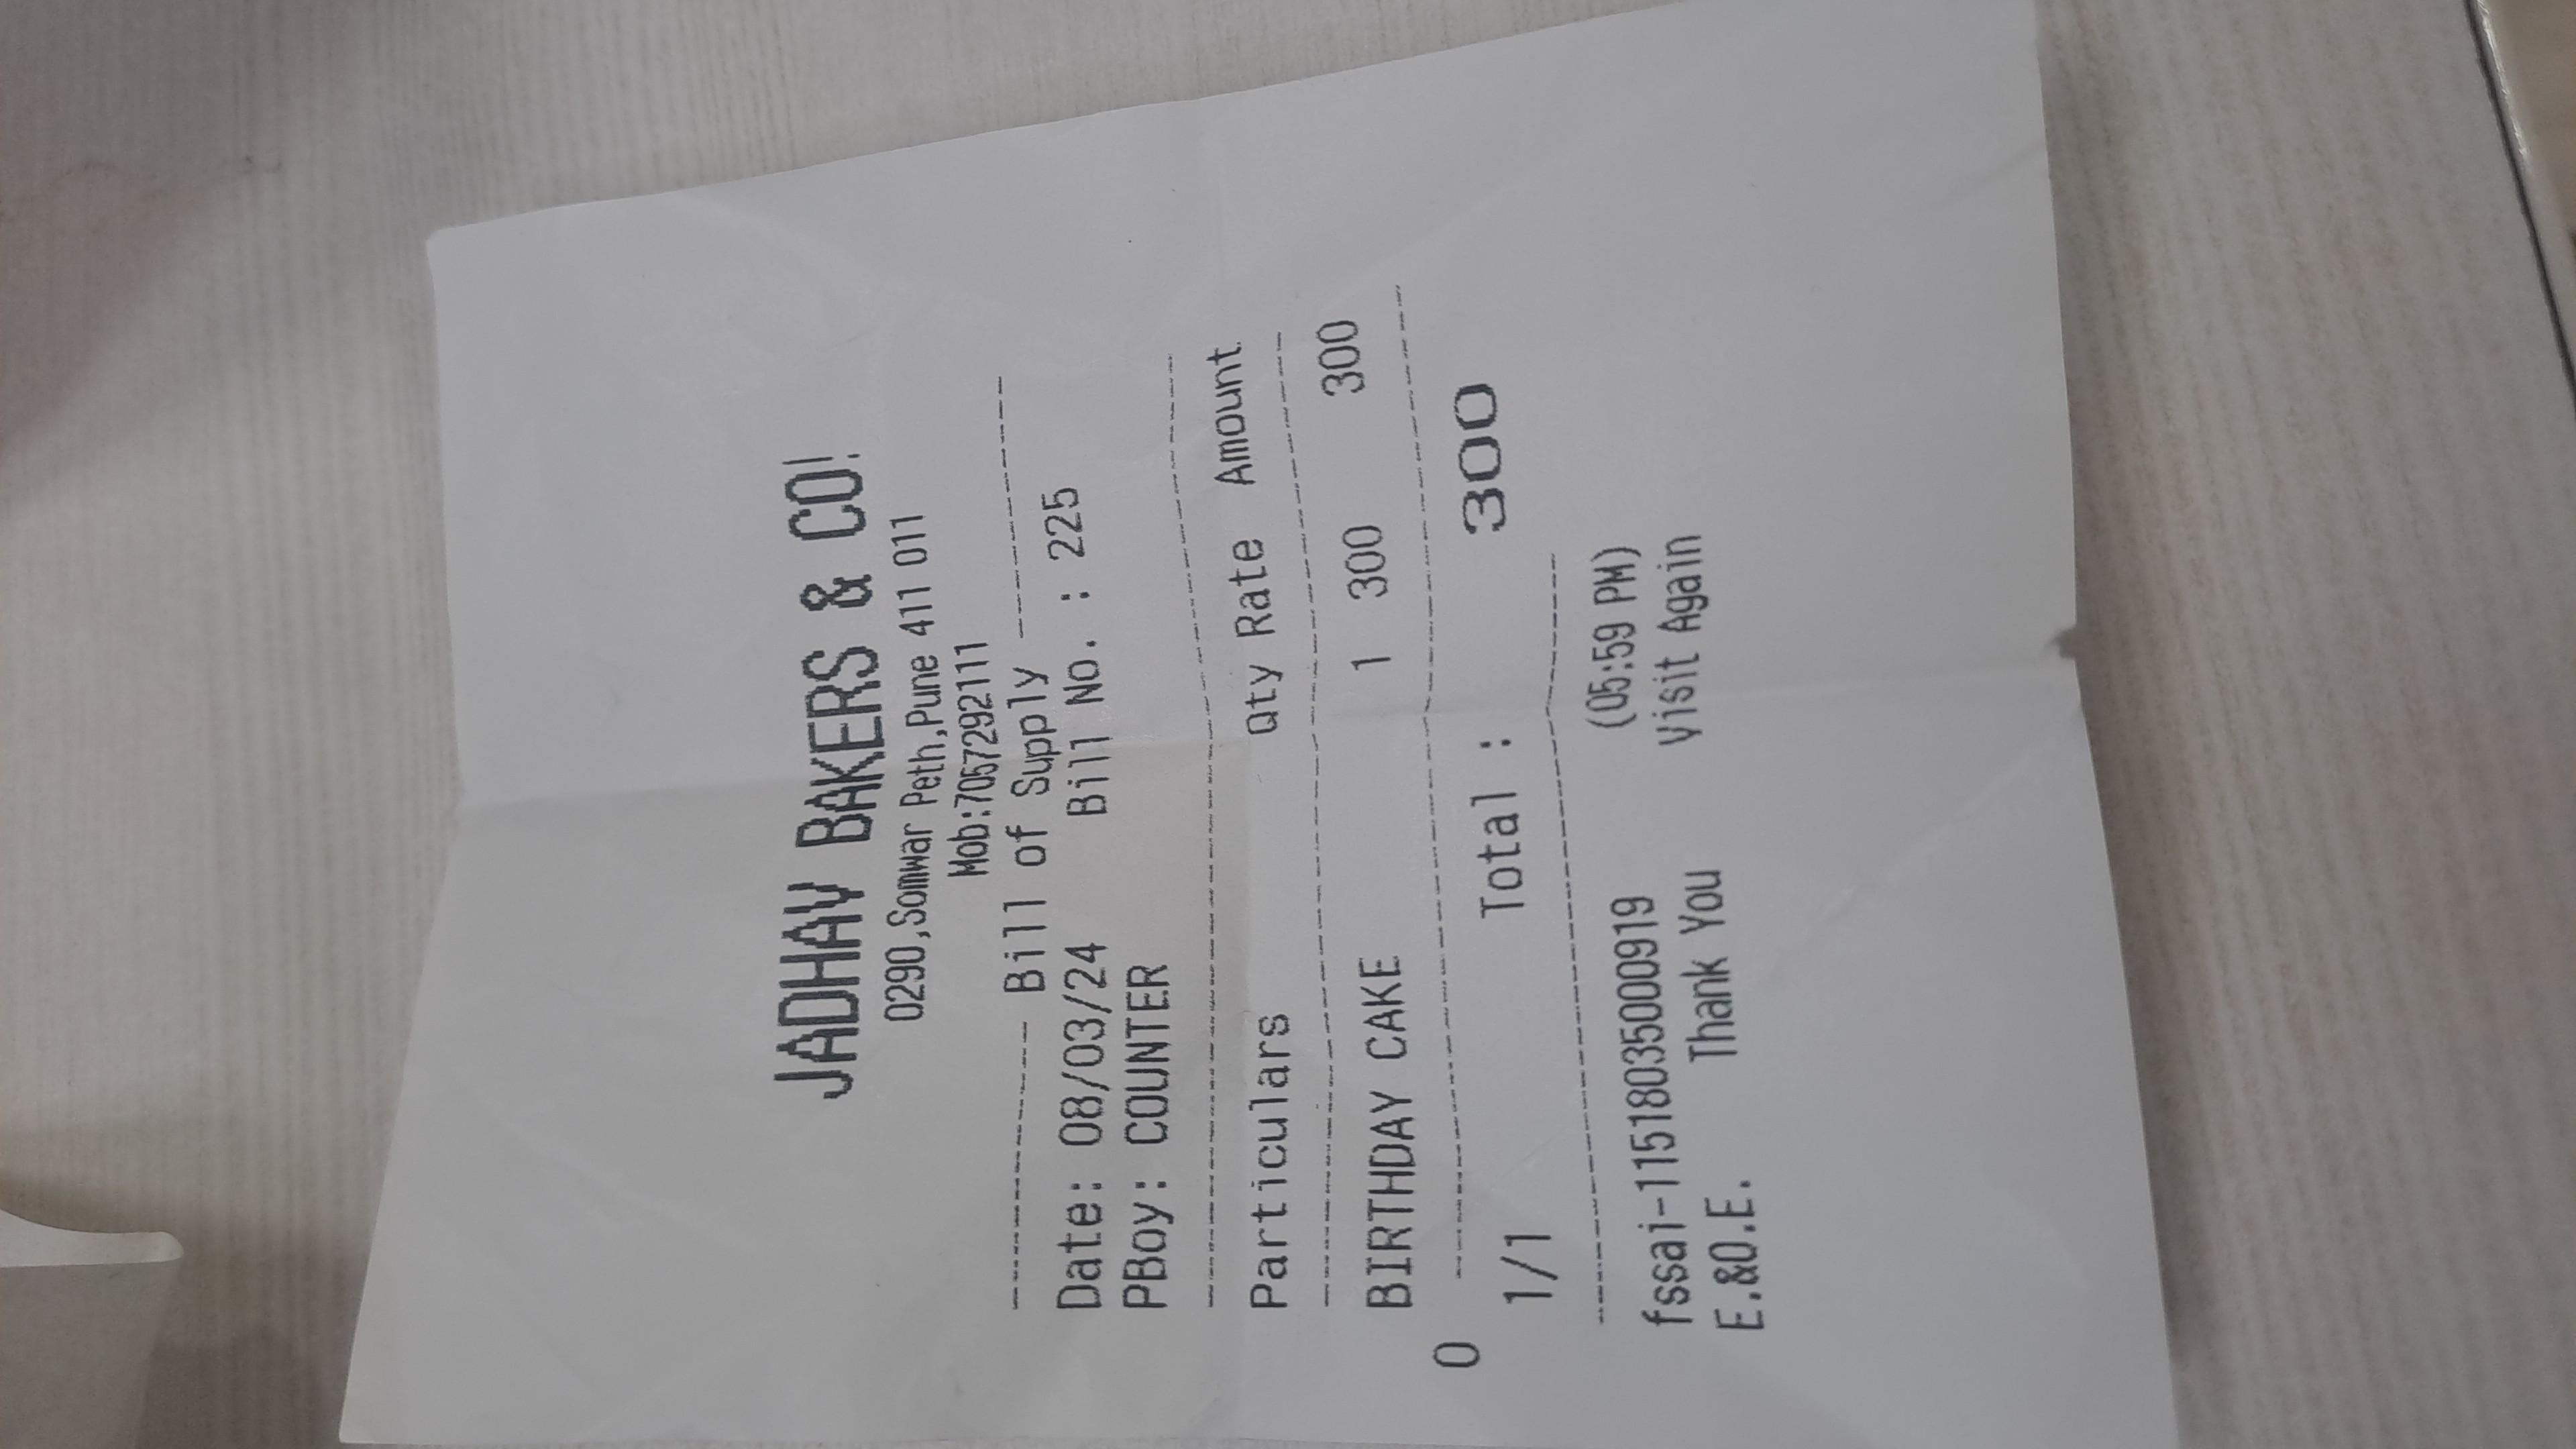 JADHAV BAKERS & CO!
0290,Somwar Peth,Pune 411 011
Mob:7057292111
Bill of Supply
Date: 08/03/24 Bill No. : 225
PBoy: COUNTER
Particulars Qty Rate Amount
BIRTHDAY CAKE 1 300 300
0
1/1 Total : 300
fssai-11518035000919 (05:59 PM)
E.&O.E. Thank You Visit Again